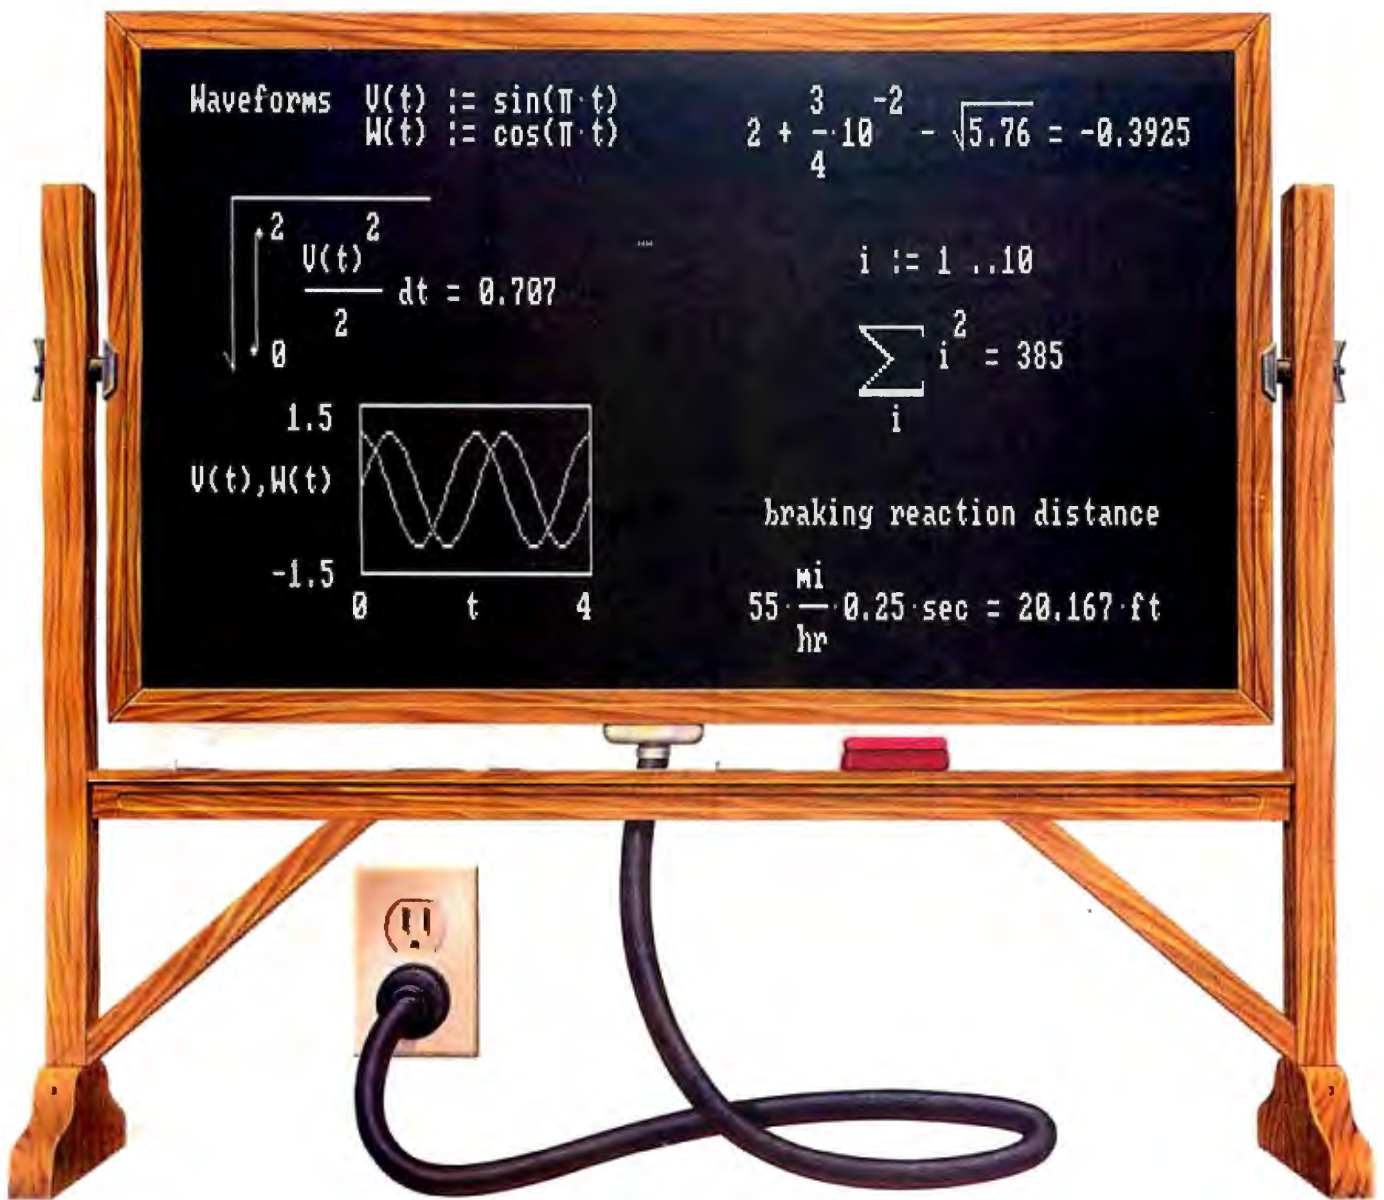 Waveforms V(t) := sin(π·t)
W(t) := cos(π·t)
√ ∫ 2 0 V(t)² / 2 dt = 0.707
1.5
V(t),W(t)
-1.5
0 t 4
2 + 3/4·10⁻² - √5.76 = -0.3925
i := 1 ..10
∑ i² = 385
i
braking reaction distance
55·mi/hr·0.25·sec = 20.167·ft